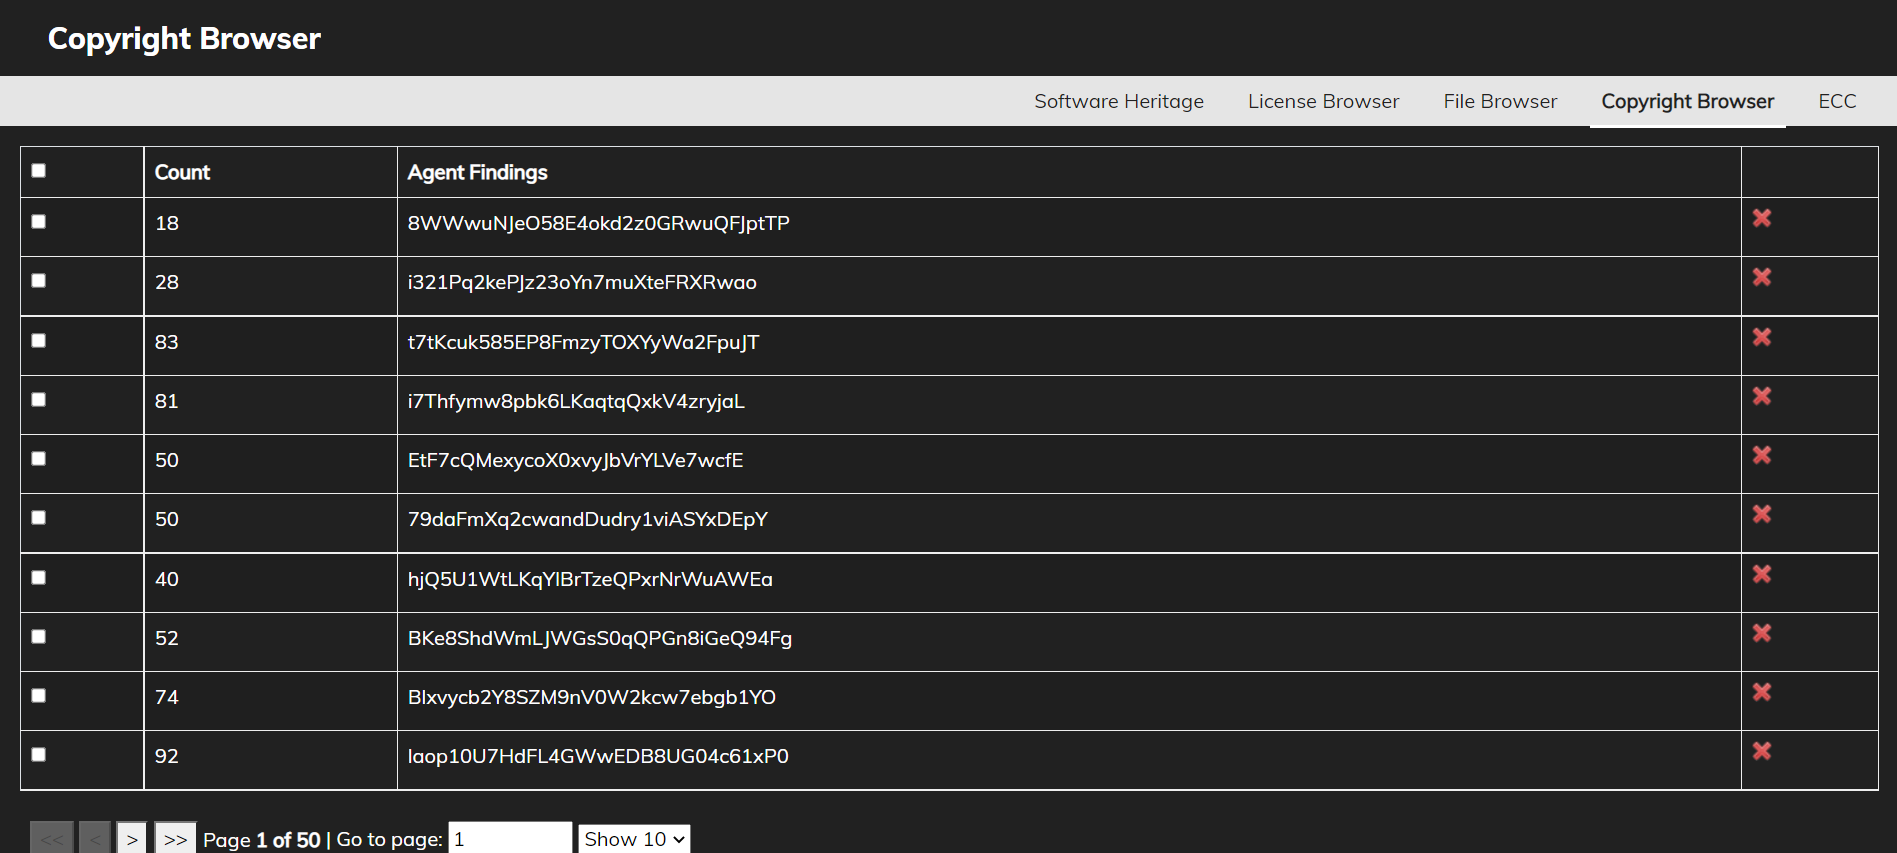 Copyright Browser
Software Heritage License Browser File Browser Copyright Browser ECC
Count Agent Findings
18 8WWwuNJeO58E4okd2z0GRwuQFJptTP
28 i321Pq2kePJz23oYn7muXteFRXRwao
83 t7tKcuk585EP8FmzyTOXYyWa2FpuJT
81 i7Thfymw8pbk6LKaqtqQxkV4zryjaL
50 EtF7cQMexycoX0xvyJbVrYLVe7wcfE
50 79daFmXq2cwandDudry1viASYxDEpY
40 hjQ5U1WtLKqYlBrTzeQPxrNrWuAWEa
52 BKe8ShdWmLJWGsS0qQPGn8iGeQ94Fg
74 Blxvycb2Y8SZM9nV0W2kcw7ebgb1YO
92 laop10U7HdFL4GWwEDB8UG04c61xP0
<< < > >> Page 1 of 50 | Go to page: 1 Show 10